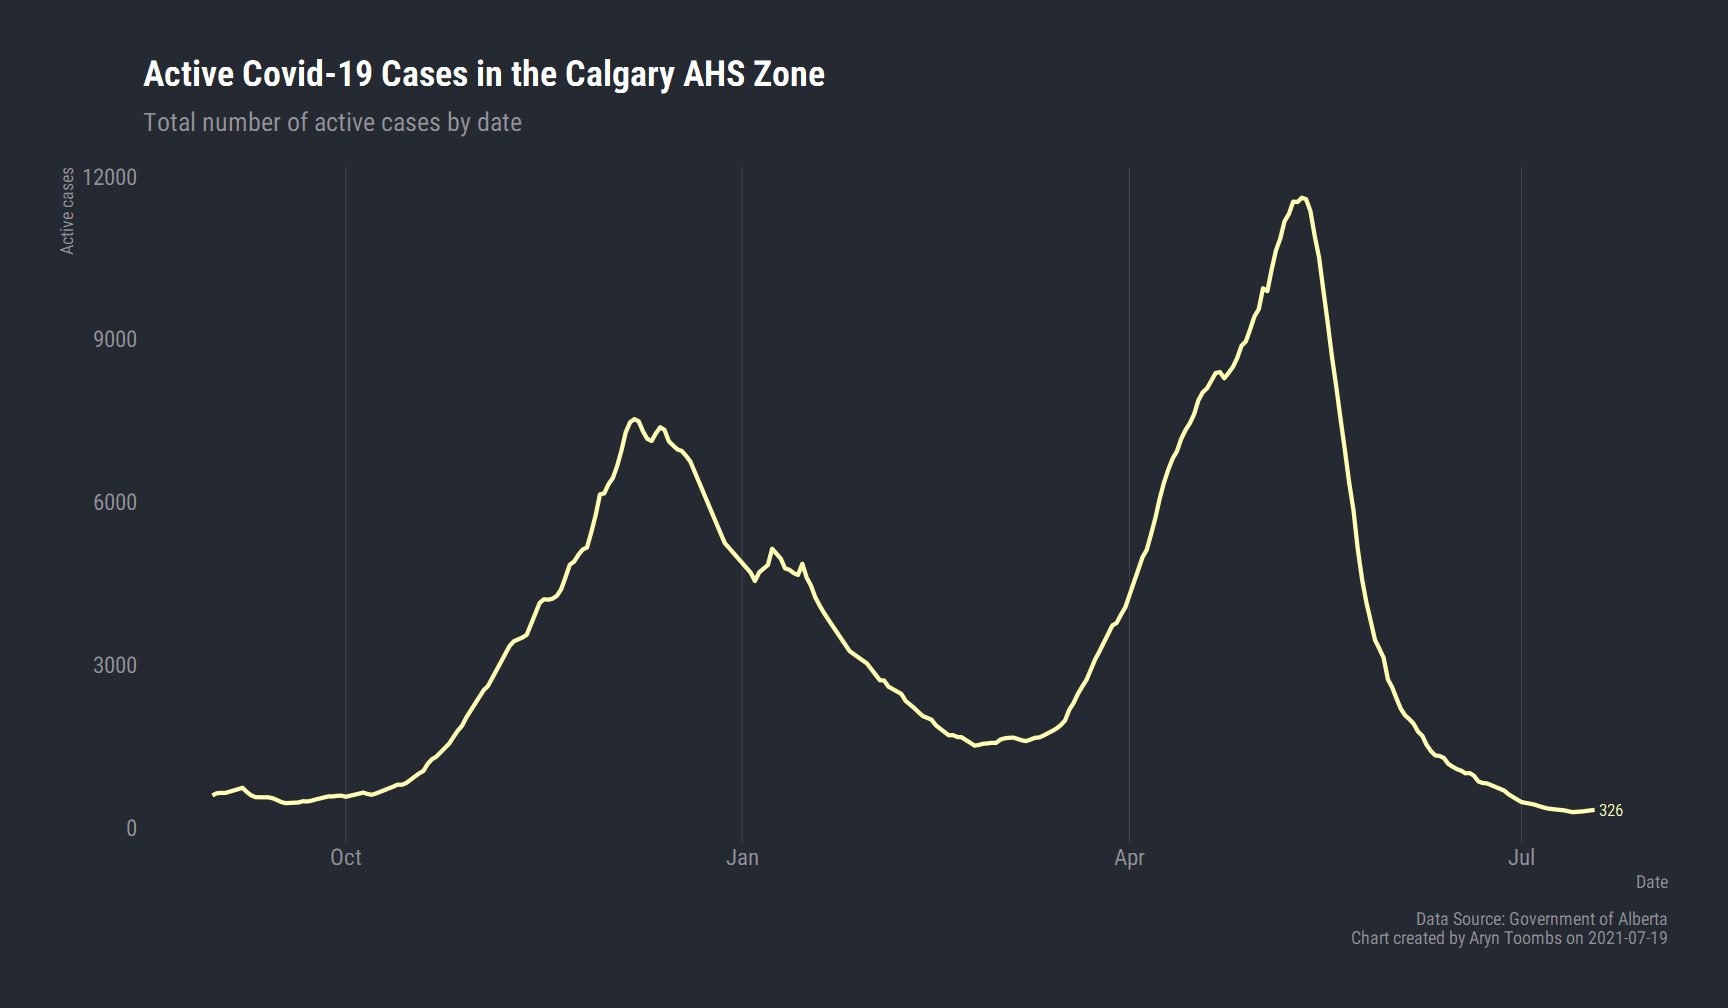 Active Covid-19 Cases in the Calgary AHS Zone
Total number of active cases by date
Active cases
12000
9000
6000
3000
0
326
Oct
Jan
Apr
Jul
Date
Data Source: Government of Alberta
Chart created by Aryn Toombs on 2021-07-19